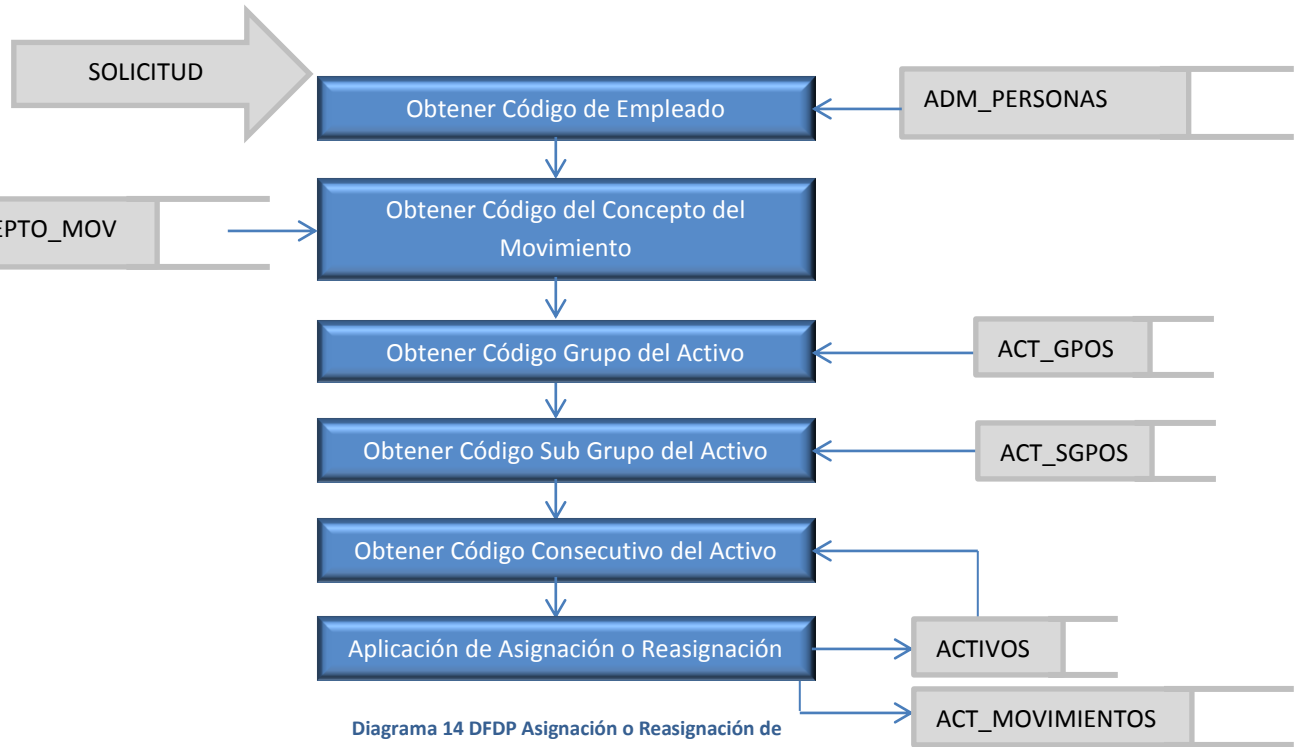 SOLICITUD
Obtener Código de Empleado
ADM_PERSONAS
Obtener Código del Concepto del
Movimiento
EPTO_MOV
Obtener Código Grupo del Activo
ACT_GPOS
Obtener Código Sub Grupo del Activo
ACT_SGPOS
Obtener Código Consecutivo del Activo
Aplicación de Asignación o Reasignación
ACTIVOS
ACT_MOVIMIENTOS
Diagrama 14 DFDP Asignación o Reasignación de